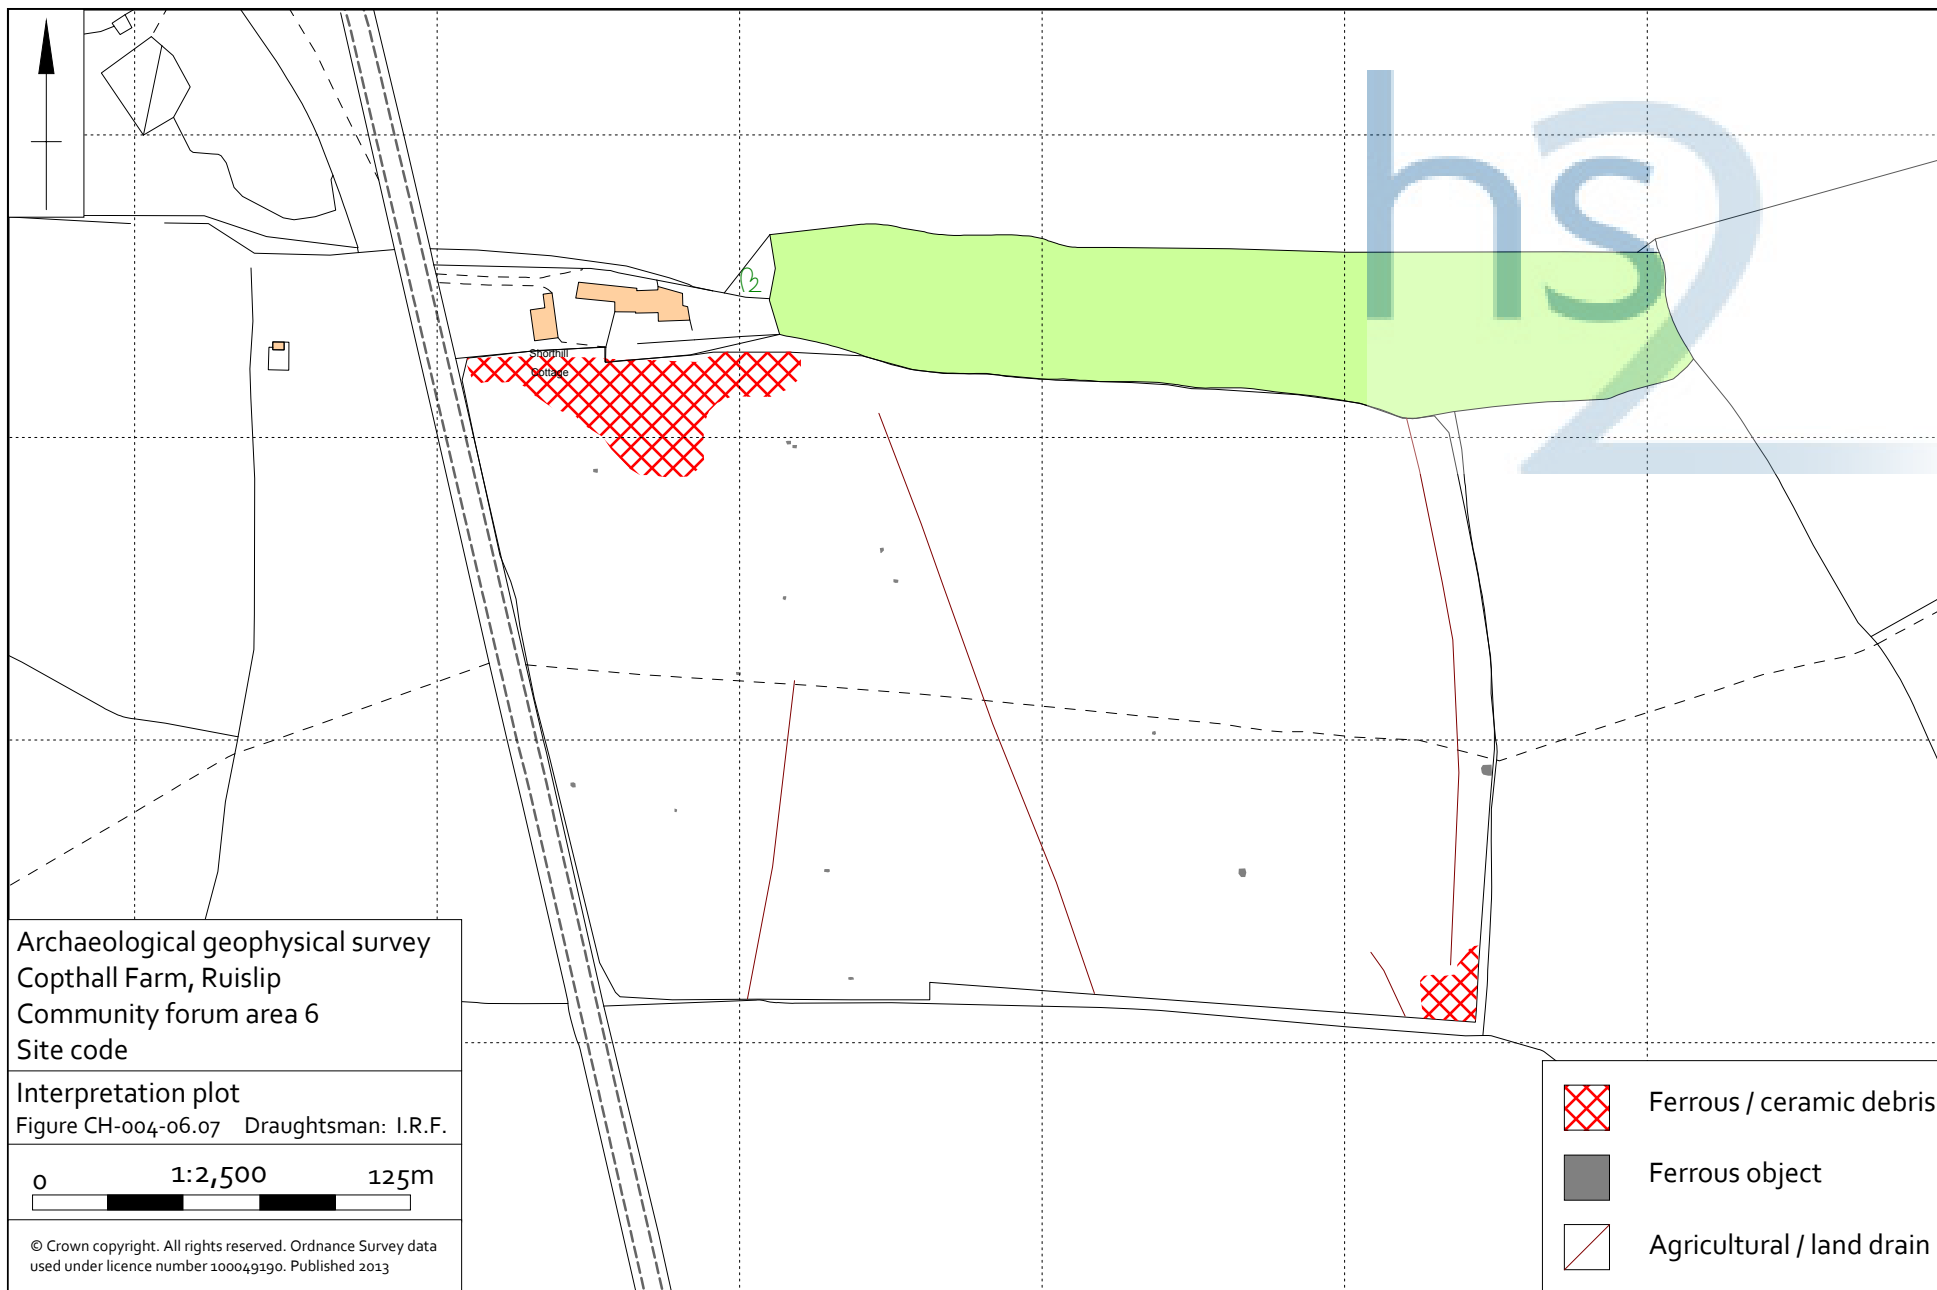 hs2
Shorthill
Cottage
Archaeological geophysical survey
Copthall Farm, Ruislip
Community forum area 6
Site code
Interpretation plot
Figure CH-004-06.07 Draughtsman: I.R.F.
0 1:2,500 125m
© Crown copyright. All rights reserved. Ordnance Survey data
used under licence number 100049190. Published 2013
Ferrous / ceramic debris
Ferrous object
Agricultural / land drain